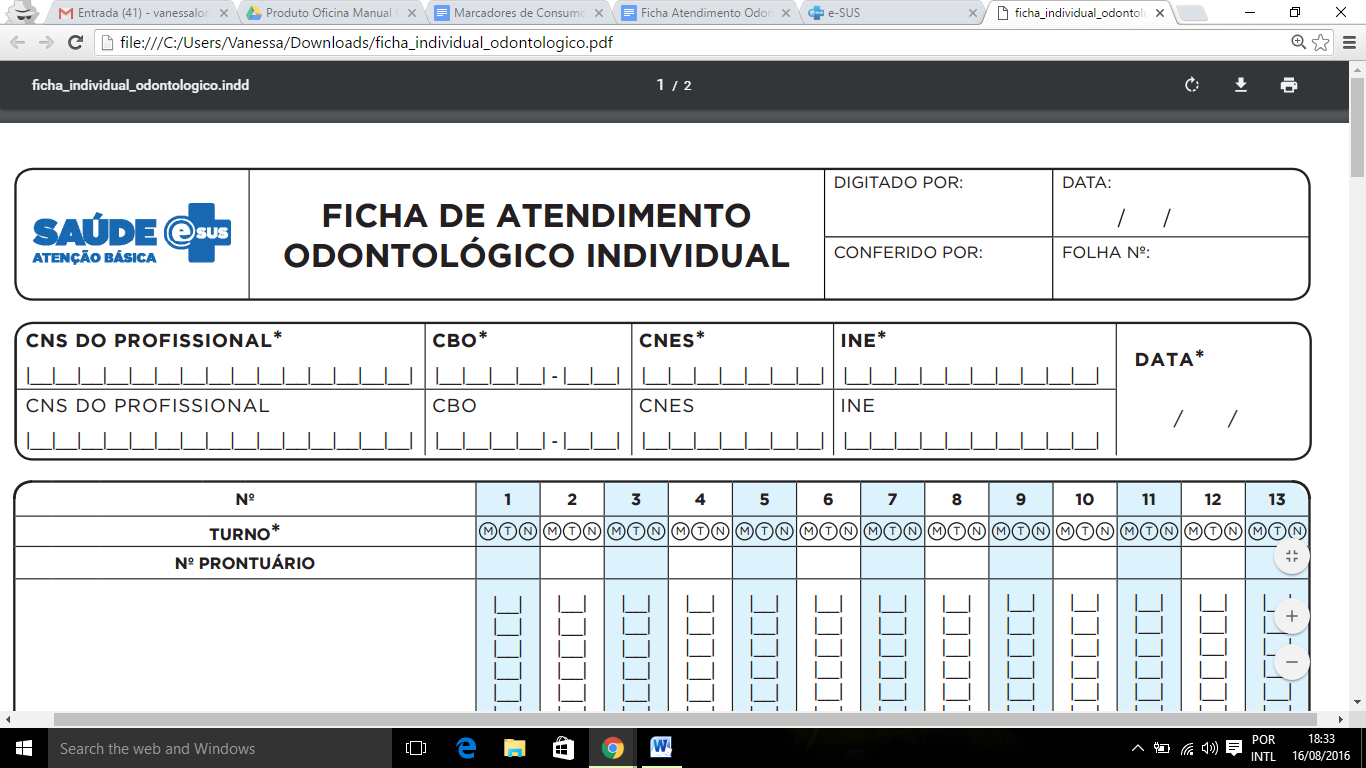 Entrada (41) - vanessalor
Produto Oficina Manual
Marcadores de Consumo
Ficha Atendimento Odon
e-SUS
ficha_individual_odontolo
file:///C:/Users/Vanessa/Downloads/ficha_individual_odontologico.pdf
ficha_individual_odontologico.indd
1 / 2
SAÚDE e SUS
ATENÇÃO BÁSICA
FICHA DE ATENDIMENTO
ODONTOLÓGICO INDIVIDUAL
DIGITADO POR:
DATA:
/ /
CONFERIDO POR:
FOLHA Nº:
CNS DO PROFISSIONAL* CBO* CNES* INE*
DATA*
/ /
CNS DO PROFISSIONAL CBO CNES INE
Nº 1 2 3 4 5 6 7 8 9 10 11 12 13
TURNO* M T N M T N M T N M T N M T N M T N M T N M T N M T N M T N M T N M T N M T N
Nº PRONTUÁRIO
Search the web and Windows
POR
INTL
18:33
16/08/2016